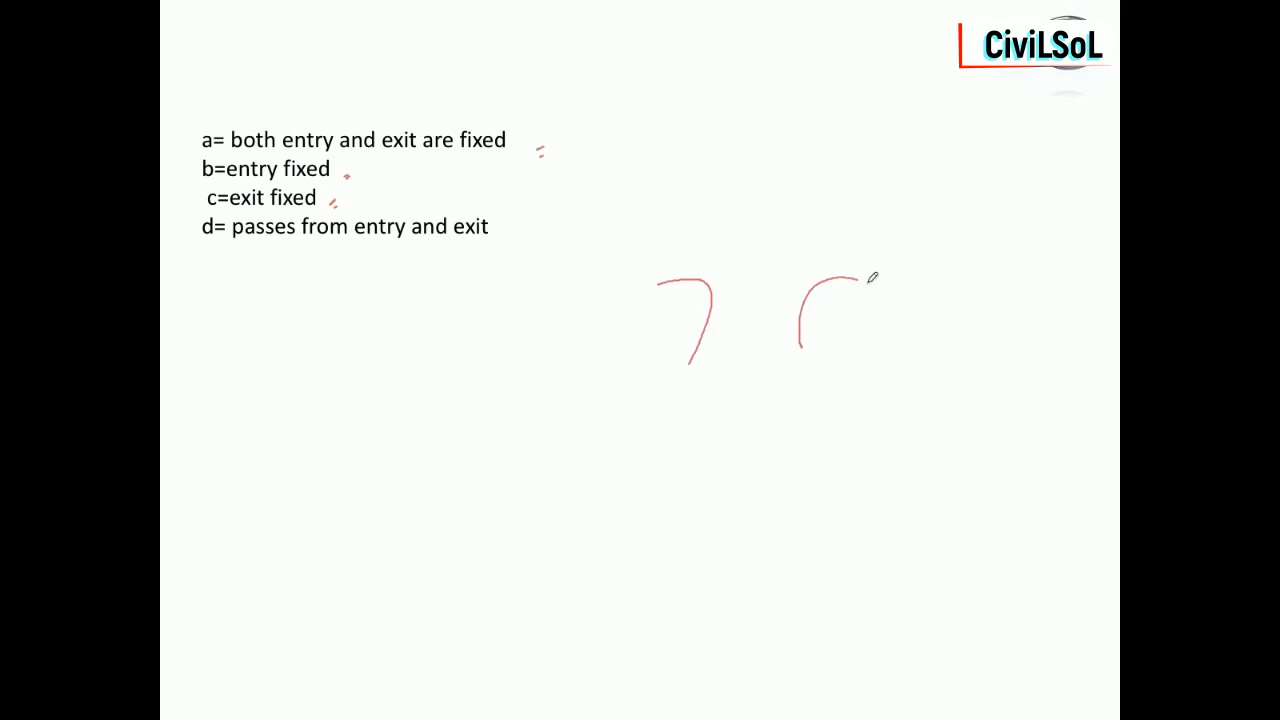 CiviLSoL
a= both entry and exit are fixed
b=entry fixed
c=exit fixed
d= passes from entry and exit